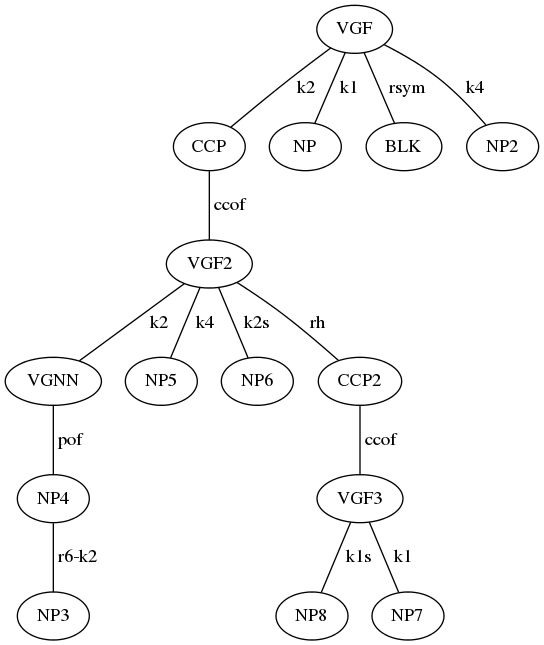 VGF
k2 k1 rsym k4
CCP NP BLK NP2
ccof
VGF2
k2 k4 k2s rh
VGNN NP5 NP6 CCP2
pof ccof
NP4 VGF3
r6-k2 k1s k1
NP3 NP8 NP7